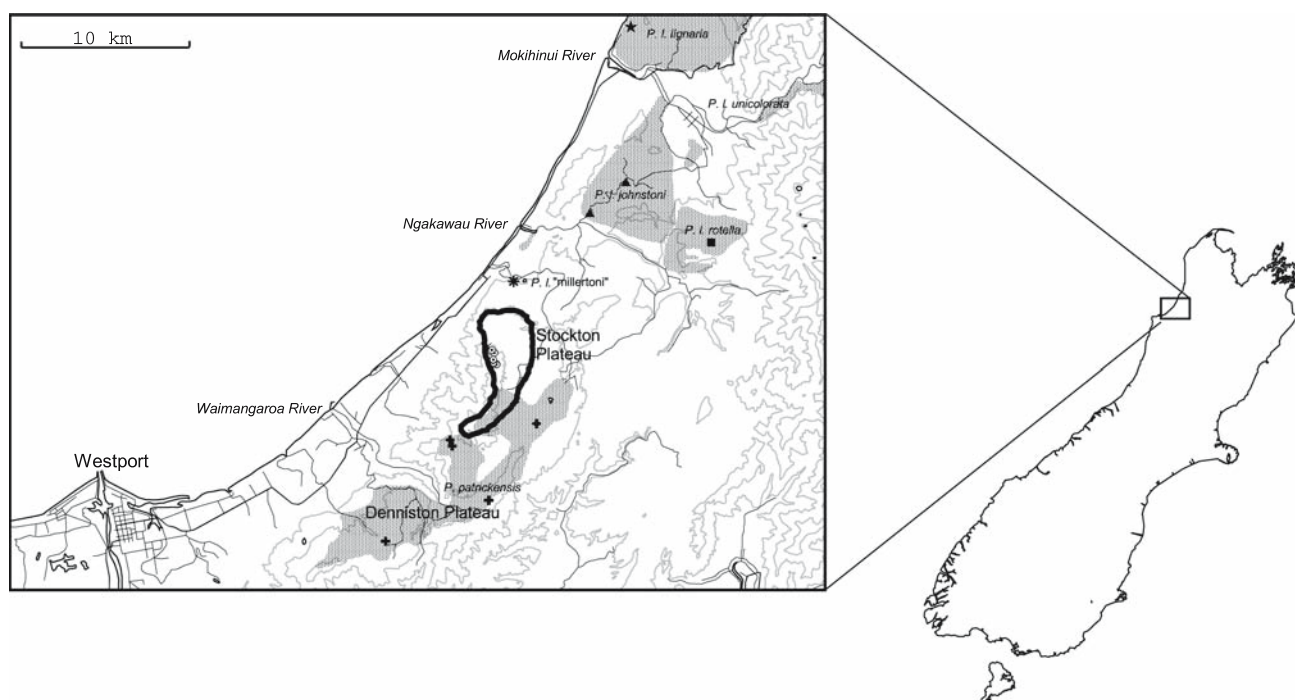 10 km
P. l. lignaria
Mokihinui River
P. l. unicolorata
P. l. johnstoni
Ngakawau River
P. l. rotella
P. l. "millertoni"
Stockton
Plateau
Waimangaroa River
Westport
P. patrickensis
Denniston Plateau